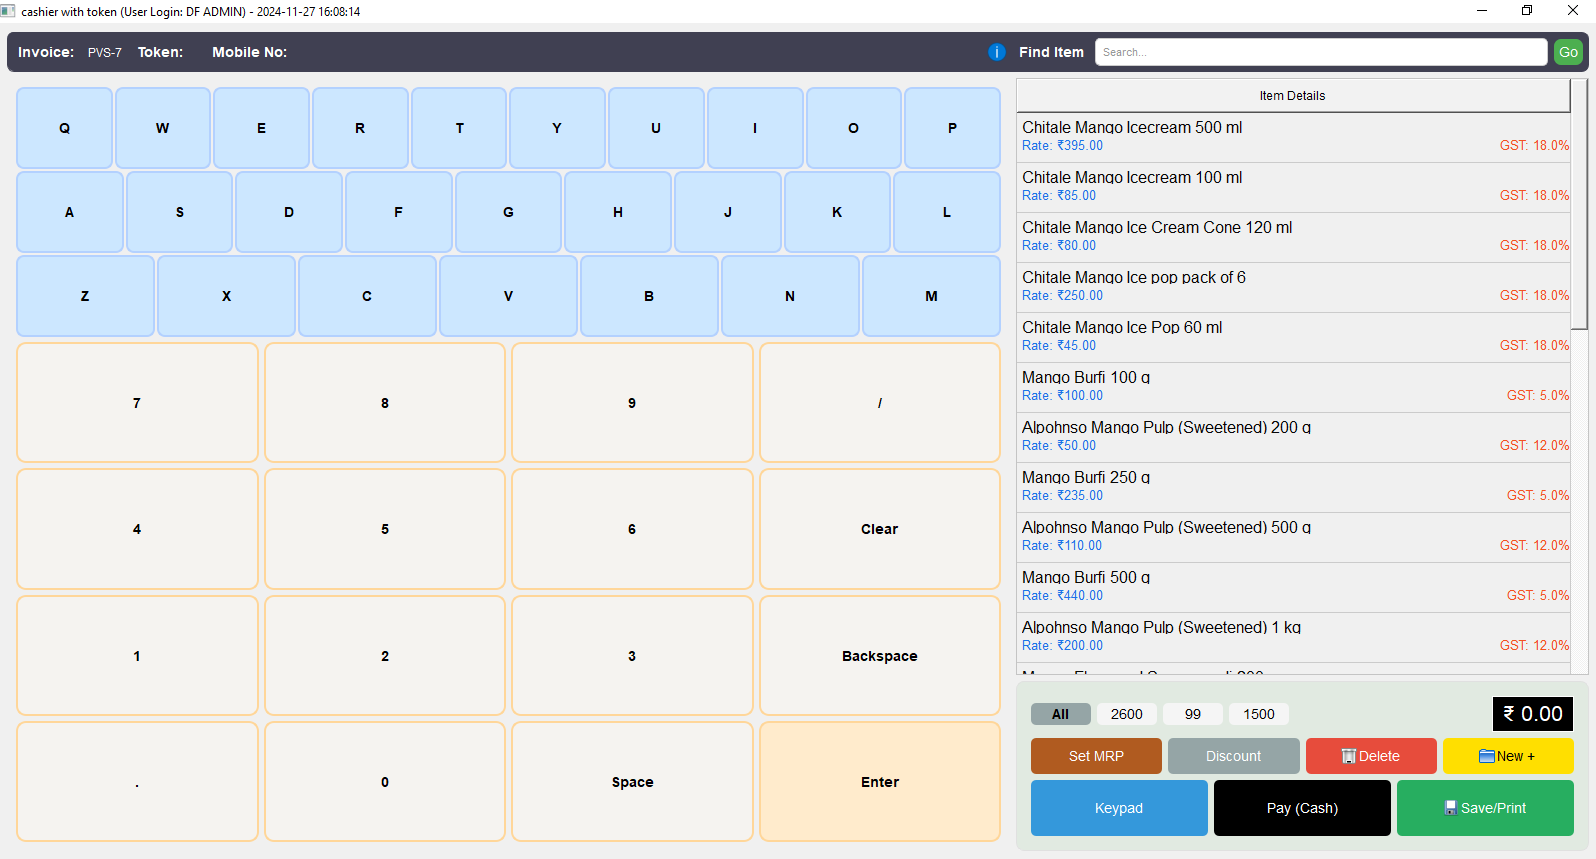 cashier with token (User Login: DF ADMIN) - 2024-11-27 16:08:14
Invoice: PVS-7 Token: Mobile No:
Find Item Search... Go
Q W E R T Y U I O P
A S D F G H J K L
Z X C V B N M
7 8 9 /
4 5 6 Clear
1 2 3 Backspace
. 0 Space Enter
Item Details
Chitale Mango Icecream 500 ml
Rate: ₹395.00 GST: 18.0%
Chitale Mango Icecream 100 ml
Rate: ₹85.00 GST: 18.0%
Chitale Mango Ice Cream Cone 120 ml
Rate: ₹80.00 GST: 18.0%
Chitale Mango Ice pop pack of 6
Rate: ₹250.00 GST: 18.0%
Chitale Mango Ice Pop 60 ml
Rate: ₹45.00 GST: 18.0%
Mango Burfi 100 g
Rate: ₹100.00 GST: 5.0%
Alpohnso Mango Pulp (Sweetened) 200 g
Rate: ₹50.00 GST: 12.0%
Mango Burfi 250 g
Rate: ₹235.00 GST: 5.0%
Alpohnso Mango Pulp (Sweetened) 500 g
Rate: ₹110.00 GST: 12.0%
Mango Burfi 500 g
Rate: ₹440.00 GST: 5.0%
Alpohnso Mango Pulp (Sweetened) 1 kg
Rate: ₹200.00 GST: 12.0%
All 2600 99 1500 ₹ 0.00
Set MRP Discount Delete New +
Keypad Pay (Cash) Save/Print